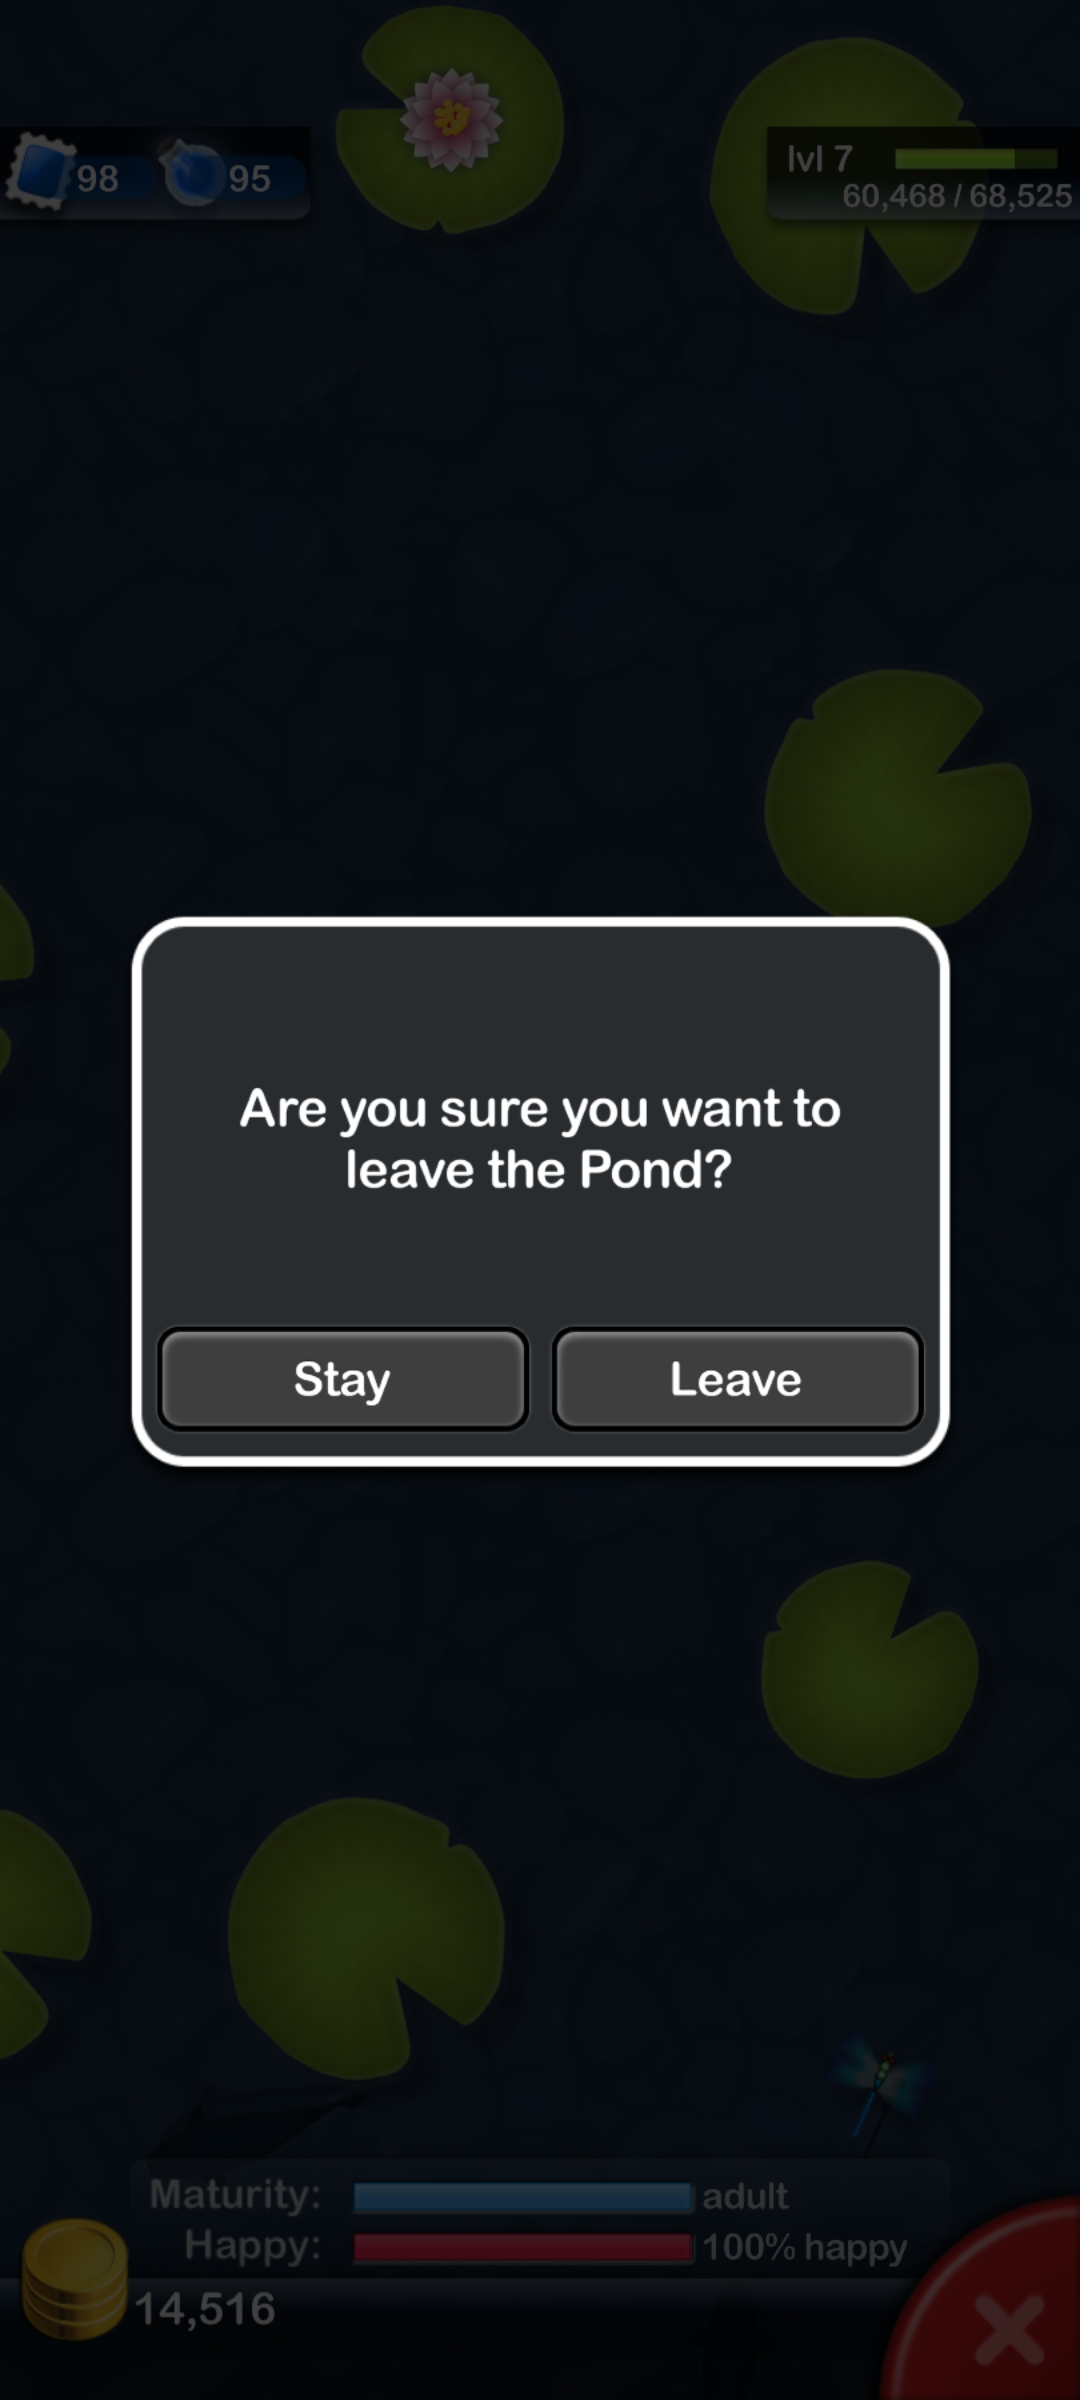 98
95
lvl 7
60,468 / 68,525
Are you sure you want to
leave the Pond?
Stay
Leave
Maturity: adult
Happy: 100% happy
14,516